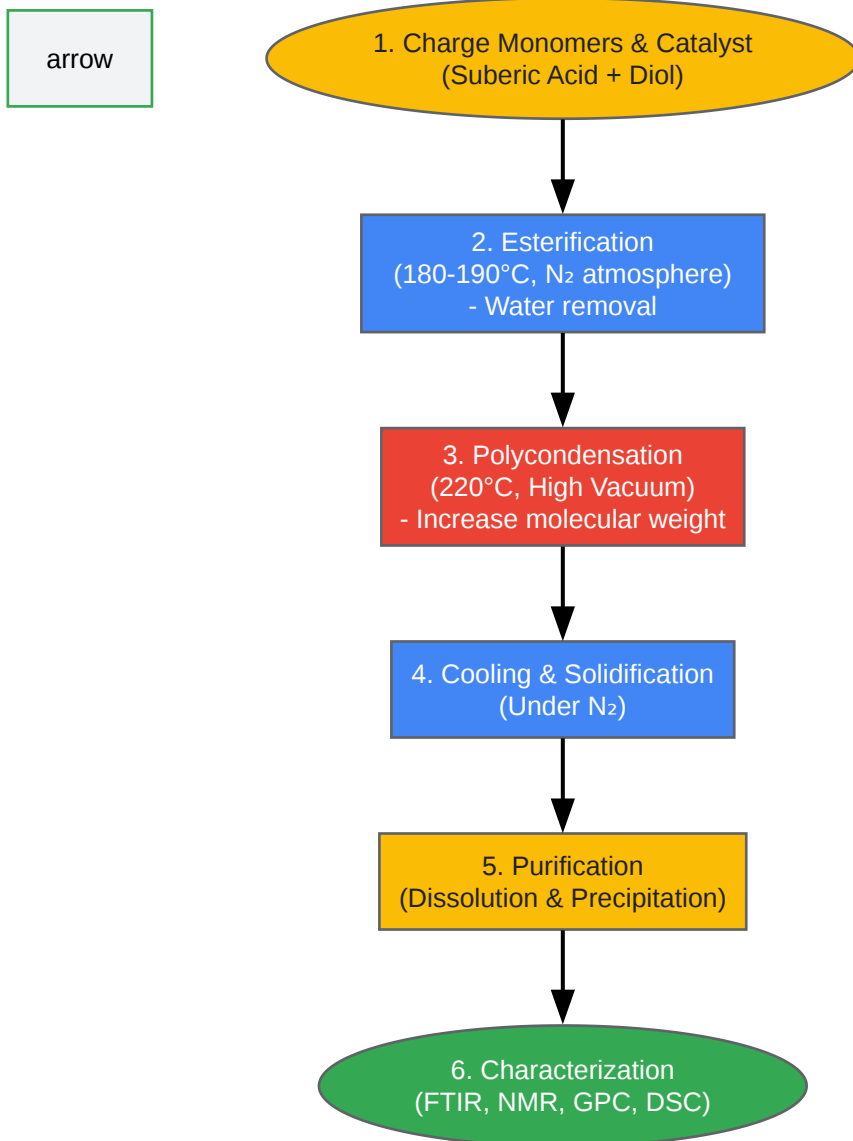 arrow
1. Charge Monomers & Catalyst
(Suberic Acid + Diol)
2. Esterification
(180-190°C, N₂ atmosphere)
- Water removal
3. Polycondensation
(220°C, High Vacuum)
- Increase molecular weight
4. Cooling & Solidification
(Under N₂)
5. Purification
(Dissolution & Precipitation)
6. Characterization
(FTIR, NMR, GPC, DSC)